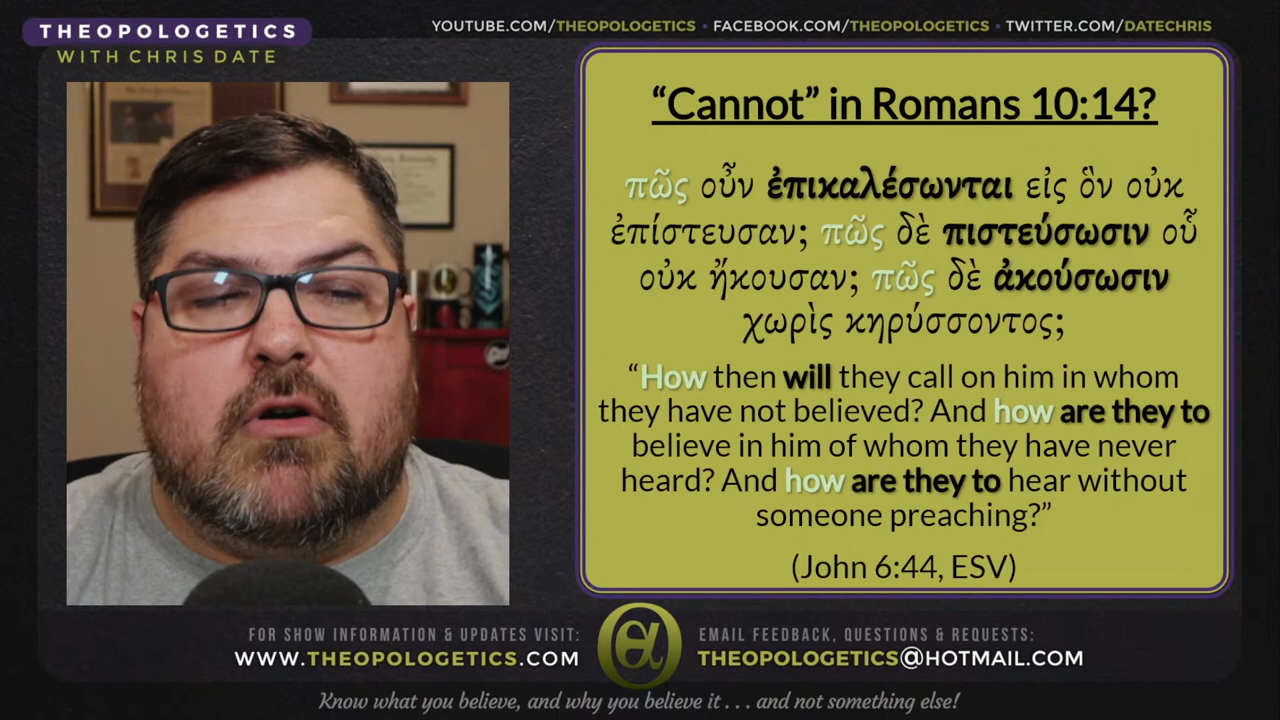 THEOPOLOGETICS
WITH CHRIS DATE
YOUTUBE.COM/THEOPOLOGETICS • FACEBOOK.COM/THEOPOLOGETICS • TWITTER.COM/DATECHRIS
“Cannot” in Romans 10:14?
πῶς οὖν ἐπικαλέσωνται εἰς ὃν οὐκ
ἐπίστευσαν; πῶς δὲ πιστεύσωσιν οὗ
οὐκ ἤκουσαν; πῶς δὲ ἀκούσωσιν
χωρὶς κηρύσσοντος;
“How then will they call on him in whom
they have not believed? And how are they to
believe in him of whom they have never
heard? And how are they to hear without
someone preaching?”
(John 6:44, ESV)
FOR SHOW INFORMATION & UPDATES VISIT:
WWW.THEOPOLOGETICS.COM
EMAIL FEEDBACK, QUESTIONS & REQUESTS:
THEOPOLOGETICS@HOTMAIL.COM
Know what you believe, and why you believe it . . . and not something else!